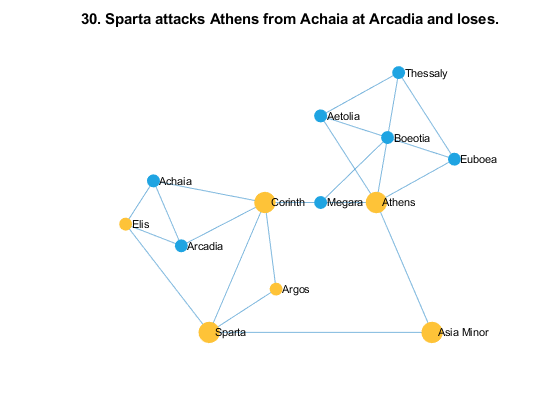 30. Sparta attacks Athens from Achaia at Arcadia and loses.
Thessaly
Aetolia
Boeotia
Euboea
Achaia
Corinth
Megara
Athens
Elis
Arcadia
Argos
Sparta
Asia Minor